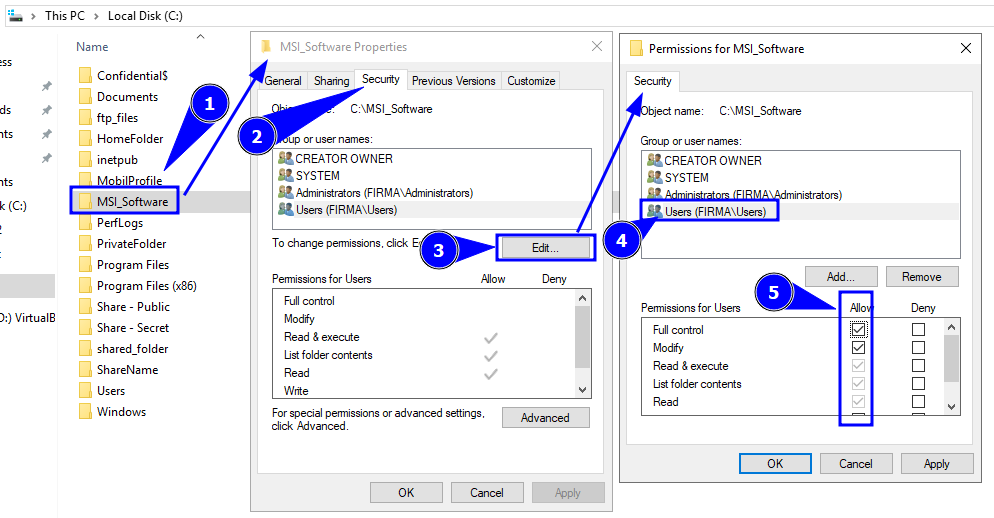 This PC > Local Disk (C:)
Name
ess
ds
nts
nts
k (C:)
2
t
O:) VirtualB
Confidential$
Documents
ftp_files
HomeFolder
inetpub
MobilProfile
MSI_Software
PerfLogs
PrivateFolder
Program Files
Program Files (x86)
Share - Public
Share - Secret
shared_folder
ShareName
Users
Windows
1
MSI_Software Properties
General Sharing Security Previous Versions Customize
2
C:\MSI_Software
Group or user names:
CREATOR OWNER
SYSTEM
Administrators (FIRMA\Administrators)
Users (FIRMA\Users)
To change permissions, click E
3
Edit...
Permissions for Users Allow Deny
Full control
Modify
Read & execute
List folder contents
Read
Write
For special permissions or advanced settings,
click Advanced.
Advanced
OK Cancel Apply
Permissions for MSI_Software
Security
Object name: C:\MSI_Software
Group or user names:
CREATOR OWNER
SYSTEM
Administrators (FIRMA\Administrators)
Users (FIRMA\Users)
4
Add... Remove
5
Permissions for Users Allow Deny
Full control
Modify
Read & execute
List folder contents
Read
OK Cancel Apply